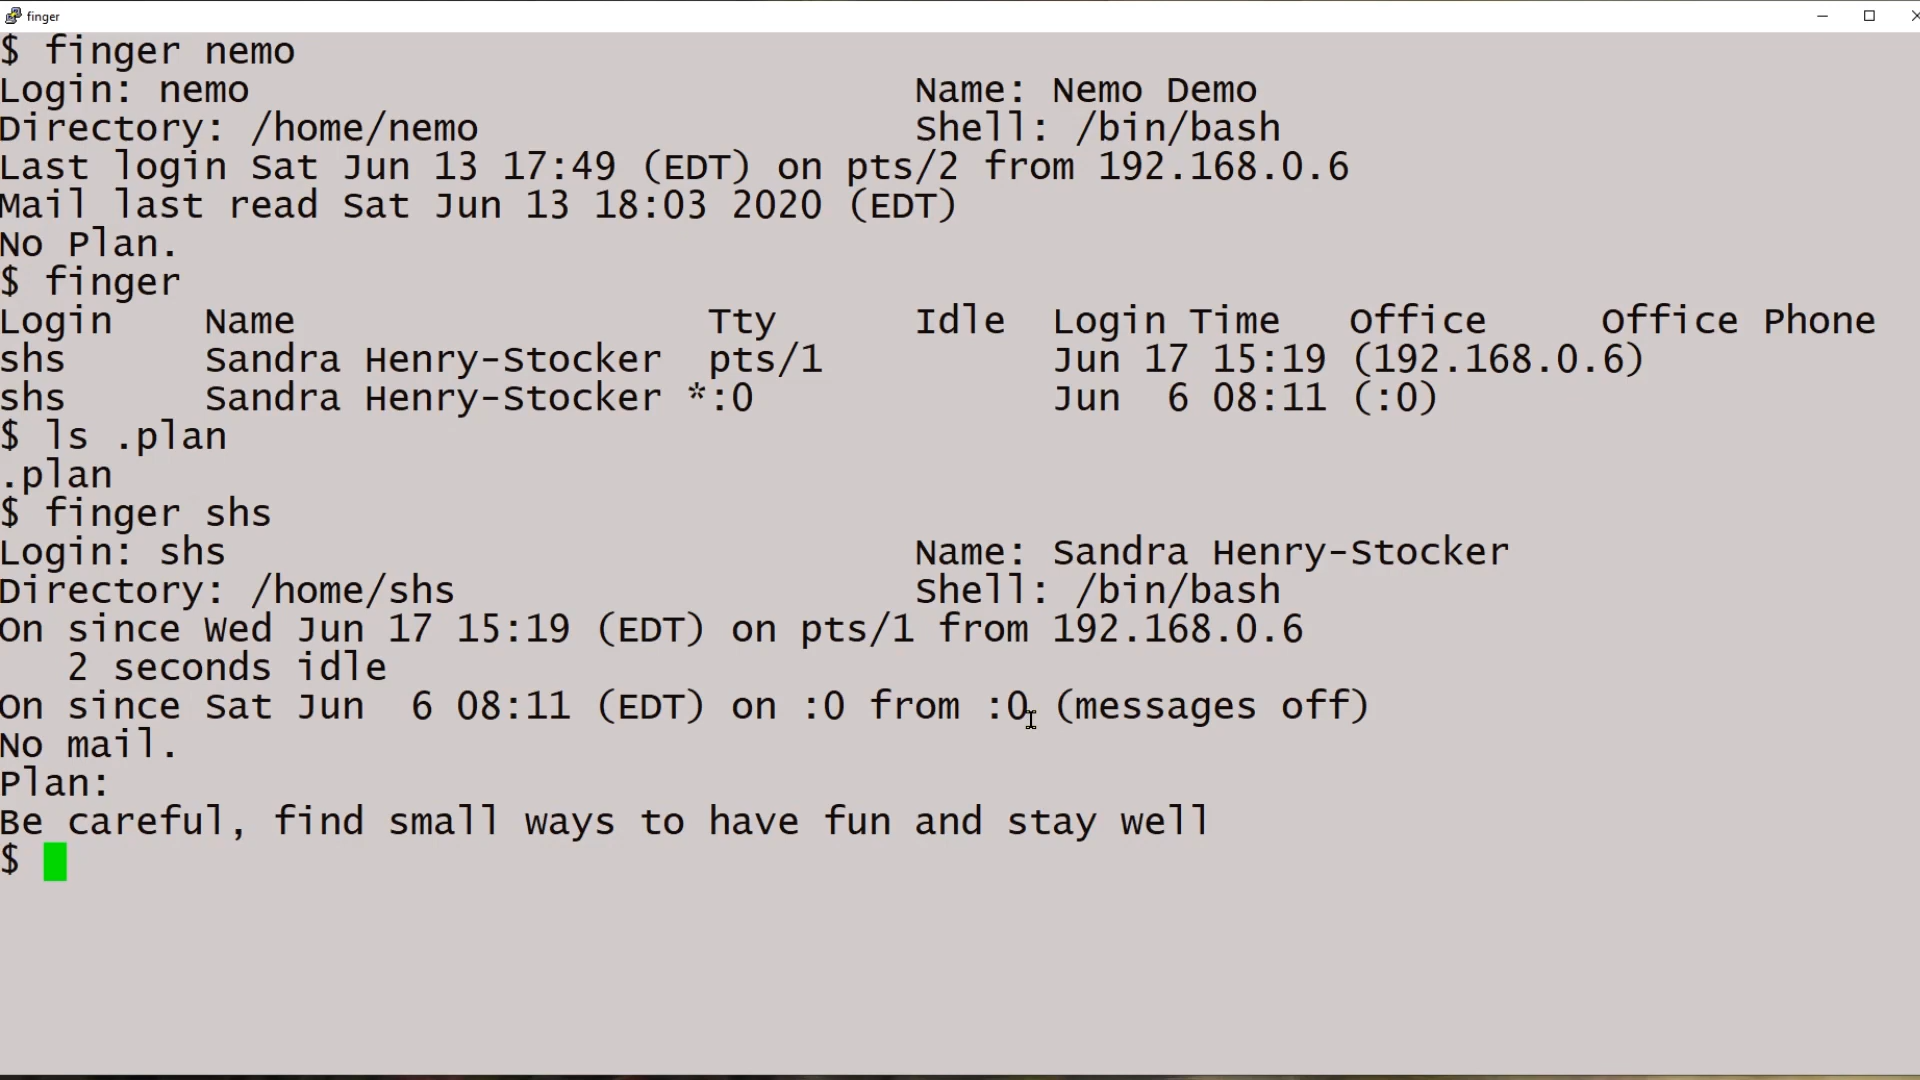 finger
$ finger nemo
Login: nemo                             Name: Nemo Demo
Directory: /home/nemo                   Shell: /bin/bash
Last login Sat Jun 13 17:49 (EDT) on pts/2 from 192.168.0.6
Mail last read Sat Jun 13 18:03 2020 (EDT)
No Plan.
$ finger
Login    Name                  Tty      Idle  Login Time   Office     Office Phone
shs      Sandra Henry-Stocker  pts/1          Jun 17 15:19 (192.168.0.6)
shs      Sandra Henry-Stocker *:0             Jun  6 08:11 (:0)
$ ls .plan
.plan
$ finger shs
Login: shs                              Name: Sandra Henry-Stocker
Directory: /home/shs                    Shell: /bin/bash
On since Wed Jun 17 15:19 (EDT) on pts/1 from 192.168.0.6
   2 seconds idle
On since Sat Jun  6 08:11 (EDT) on :0 from :0 (messages off)
No mail.
Plan:
Be careful, find small ways to have fun and stay well
$